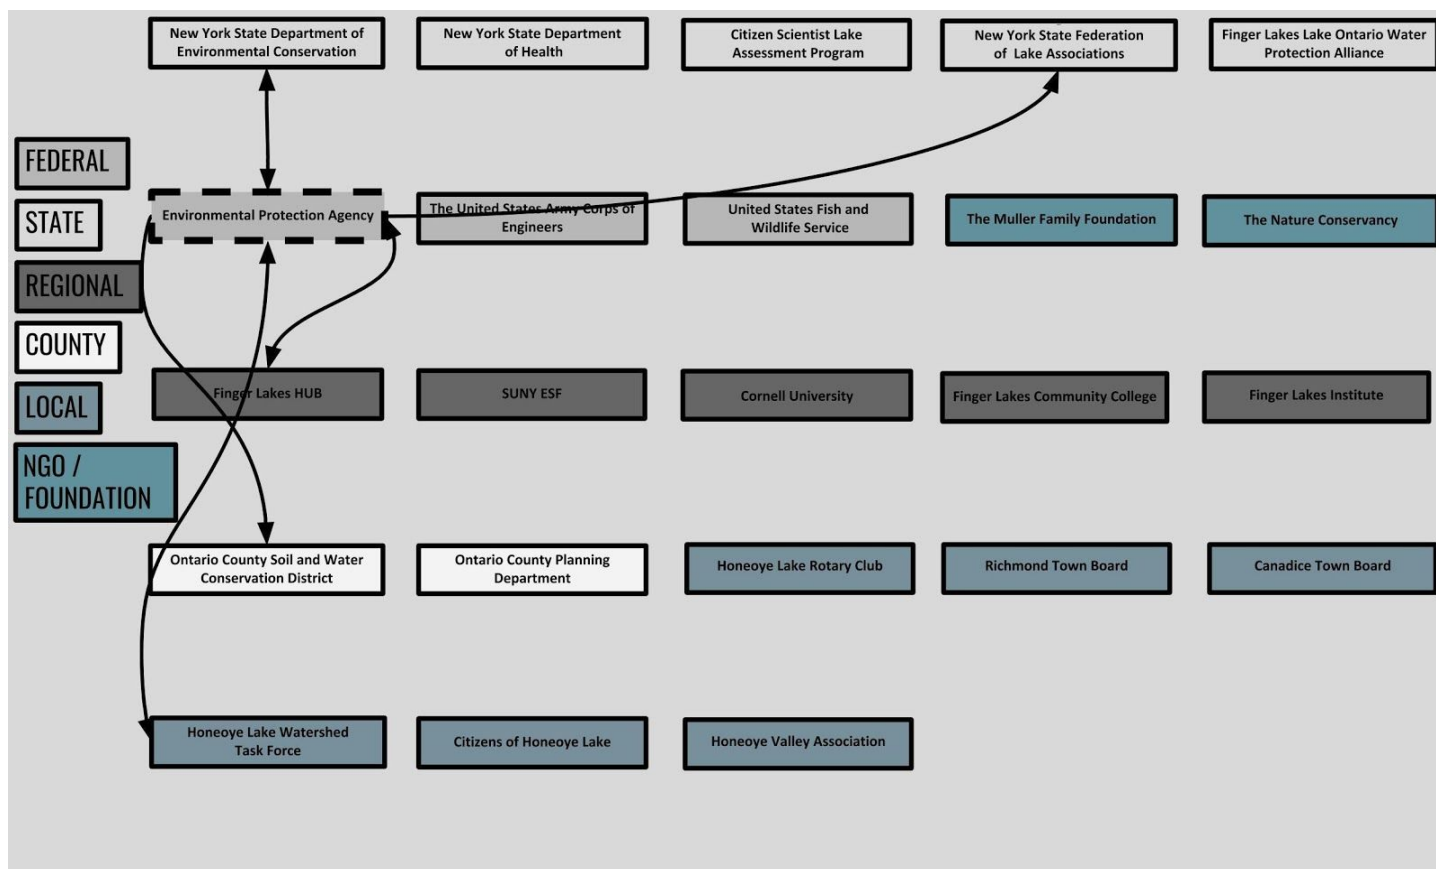 New York State Department of
Environmental Conservation
New York State Department
of Health
Citizen Scientist Lake
Assessment Program
New York State Federation
of Lake Associations
Finger Lakes Lake Ontario Water
Protection Alliance
FEDERAL
STATE
REGIONAL
COUNTY
LOCAL
NGO /
FOUNDATION
Environmental Protection Agency
The United States Army Corps of
Engineers
United States Fish and
Wildlife Service
The Muller Family Foundation
The Nature Conservancy
Finger Lakes HUB
SUNY ESF
Cornell University
Finger Lakes Community College
Finger Lakes Institute
Ontario County Soil and Water
Conservation District
Ontario County Planning
Department
Honeoye Lake Rotary Club
Richmond Town Board
Canadice Town Board
Honeoye Lake Watershed
Task Force
Citizens of Honeoye Lake
Honeoye Valley Association